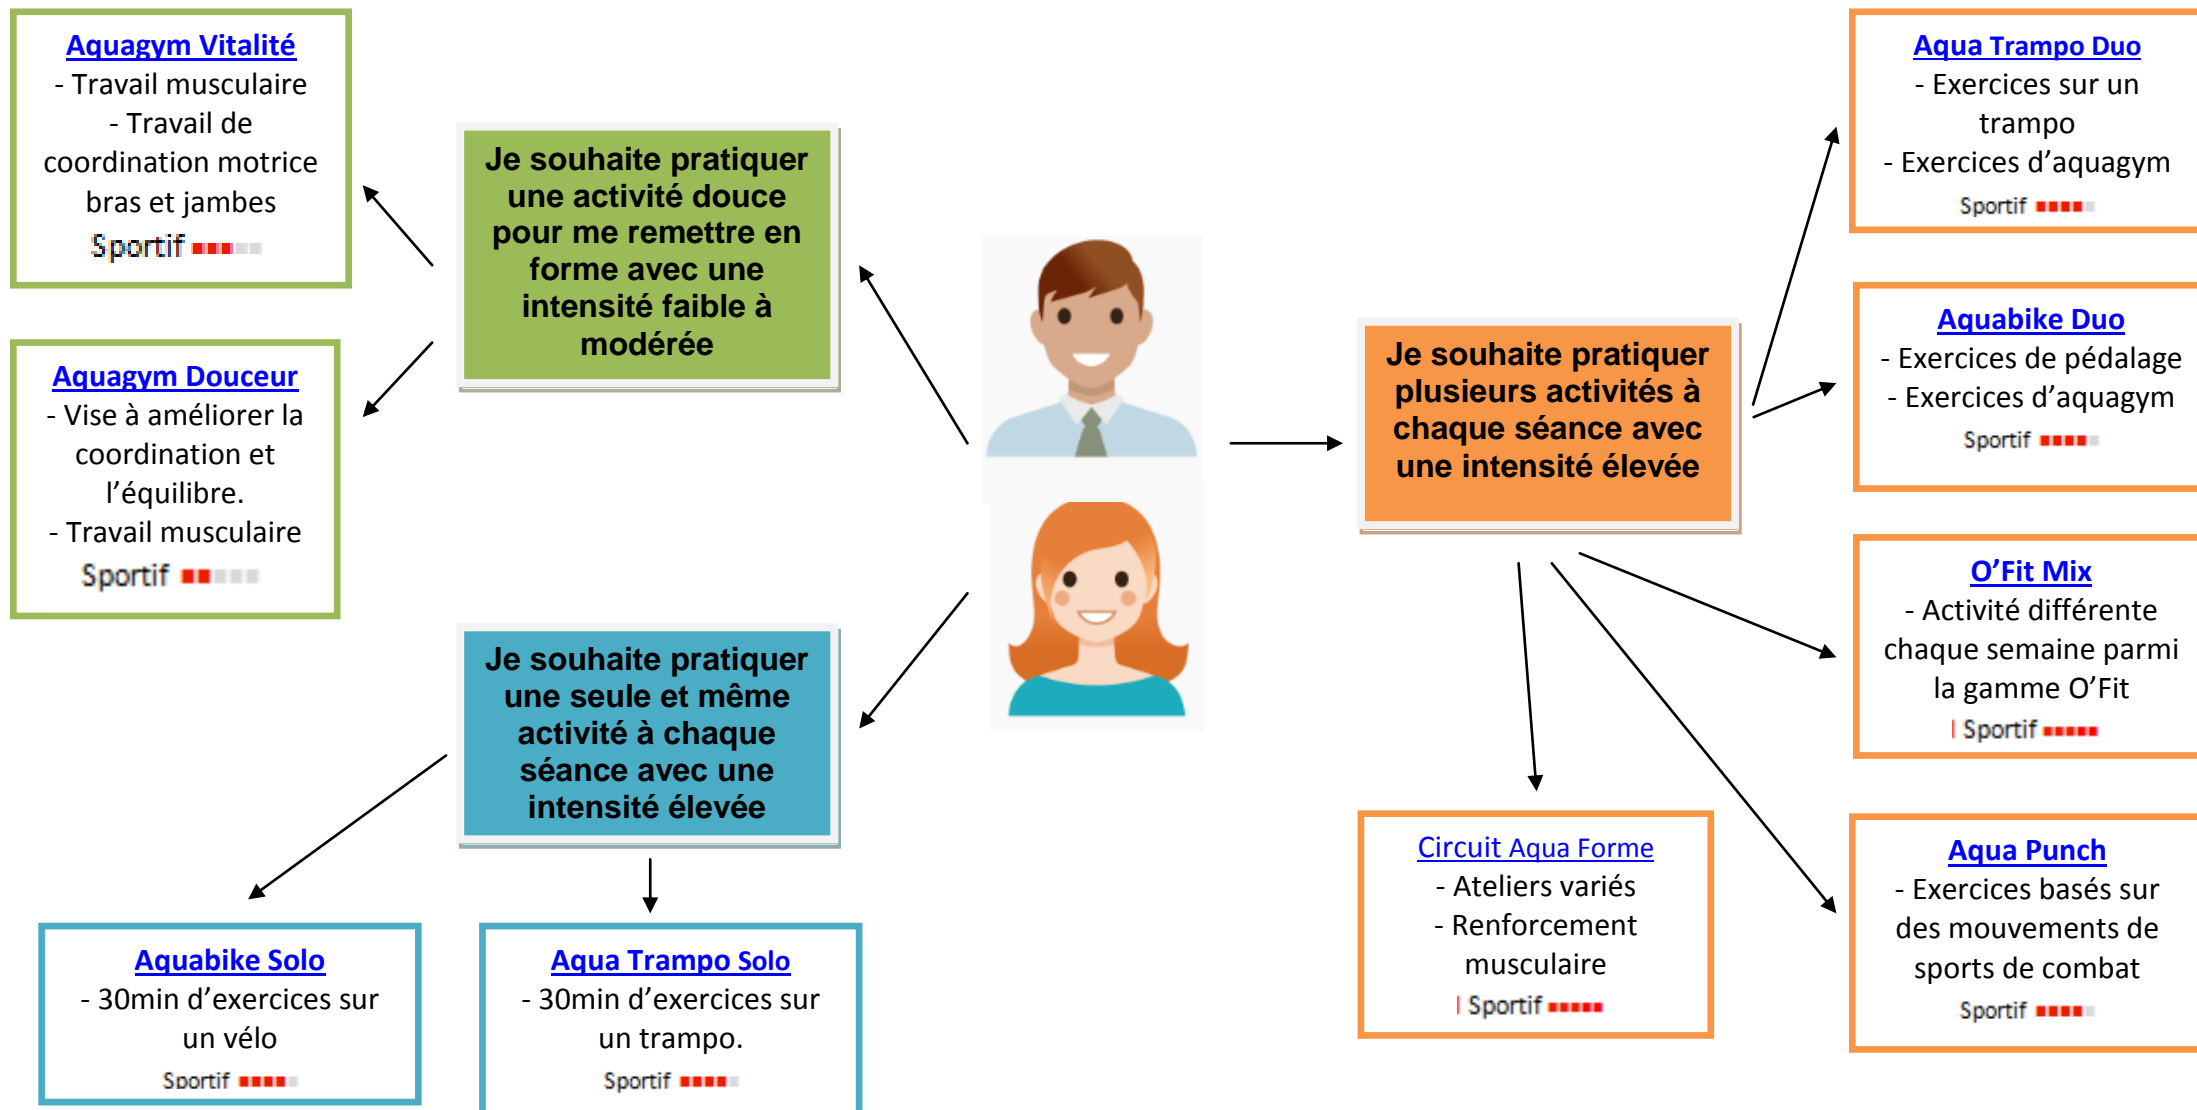 Aquagym Vitalité
- Travail musculaire
- Travail de
coordination motrice
bras et jambes
Sportif
Aquagym Douceur
- Vise à améliorer la
coordination et
l’équilibre.
- Travail musculaire
Sportif
Je souhaite pratiquer
une activité douce
pour me remettre en
forme avec une
intensité faible à
modérée
Je souhaite pratiquer
une seule et même
activité à chaque
séance avec une
intensité élevée
Aquabike Solo
- 30min d’exercices sur
un vélo
Sportif
Aqua Trampo Solo
- 30min d’exercices sur
un trampo.
Sportif
Je souhaite pratiquer
plusieurs activités à
chaque séance avec
une intensité élevée
Aqua Trampo Duo
- Exercices sur un
trampo
- Exercices d’aquagym
Sportif
Aquabike Duo
- Exercices de pédalage
- Exercices d’aquagym
Sportif
O’Fit Mix
- Activité différente
chaque semaine parmi
la gamme O’Fit
Sportif
Circuit Aqua Forme
- Ateliers variés
- Renforcement
musculaire
Sportif
Aqua Punch
- Exercices basés sur
des mouvements de
sports de combat
Sportif